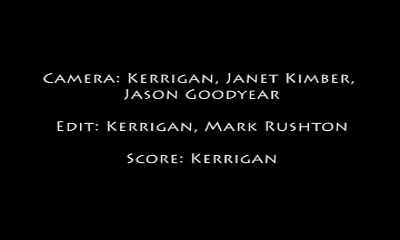 Camera: Kerrigan, Janet Kimber,
Jason Goodyear
Edit: Kerrigan, Mark Rushton
Score: Kerrigan